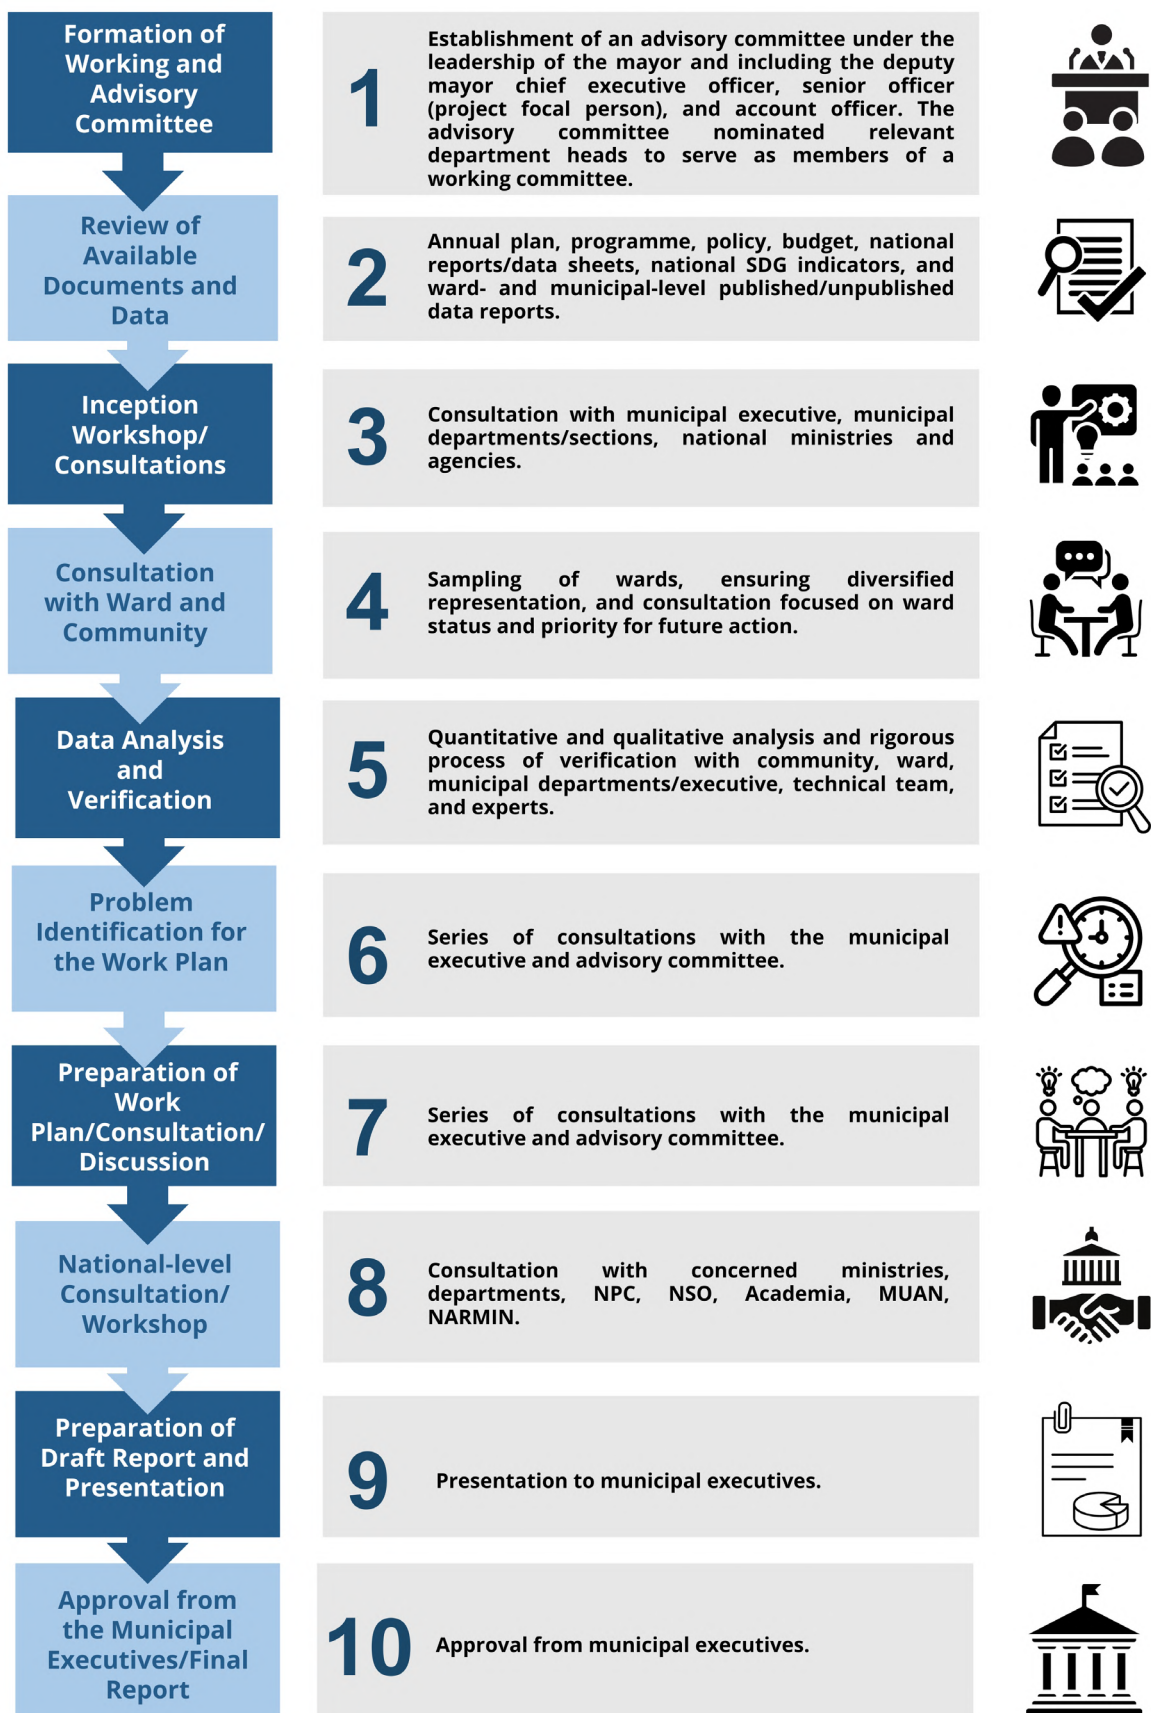 Formation of
Working and
Advisory
Committee
1
Establishment of an advisory committee under the
leadership of the mayor and including the deputy
mayor chief executive officer, senior officer
(project focal person), and account officer. The
advisory committee nominated relevant
department heads to serve as members of a
working committee.
Review of
Available
Documents and
Data
2
Annual plan, programme, policy, budget, national
reports/data sheets, national SDG indicators, and
ward- and municipal-level published/unpublished
data reports.
Inception
Workshop/
Consultations
3
Consultation with municipal executive, municipal
departments/sections, national ministries and
agencies.
Consultation
with Ward and
Community
4
Sampling of wards, ensuring diversified
representation, and consultation focused on ward
status and priority for future action.
Data Analysis
and
Verification
5
Quantitative and qualitative analysis and rigorous
process of verification with community, ward,
municipal departments/executive, technical team,
and experts.
Problem
Identification for
the Work Plan
6
Series of consultations with the municipal
executive and advisory committee.
Preparation of
Work
Plan/Consultation/
Discussion
7
Series of consultations with the municipal
executive and advisory committee.
National-level
Consultation/
Workshop
8
Consultation with concerned ministries,
departments, NPC, NSO, Academia, MUAN,
NARMIN.
Preparation of
Draft Report and
Presentation
9
Presentation to municipal executives.
Approval from
the Municipal
Executives/Final
Report
10
Approval from municipal executives.